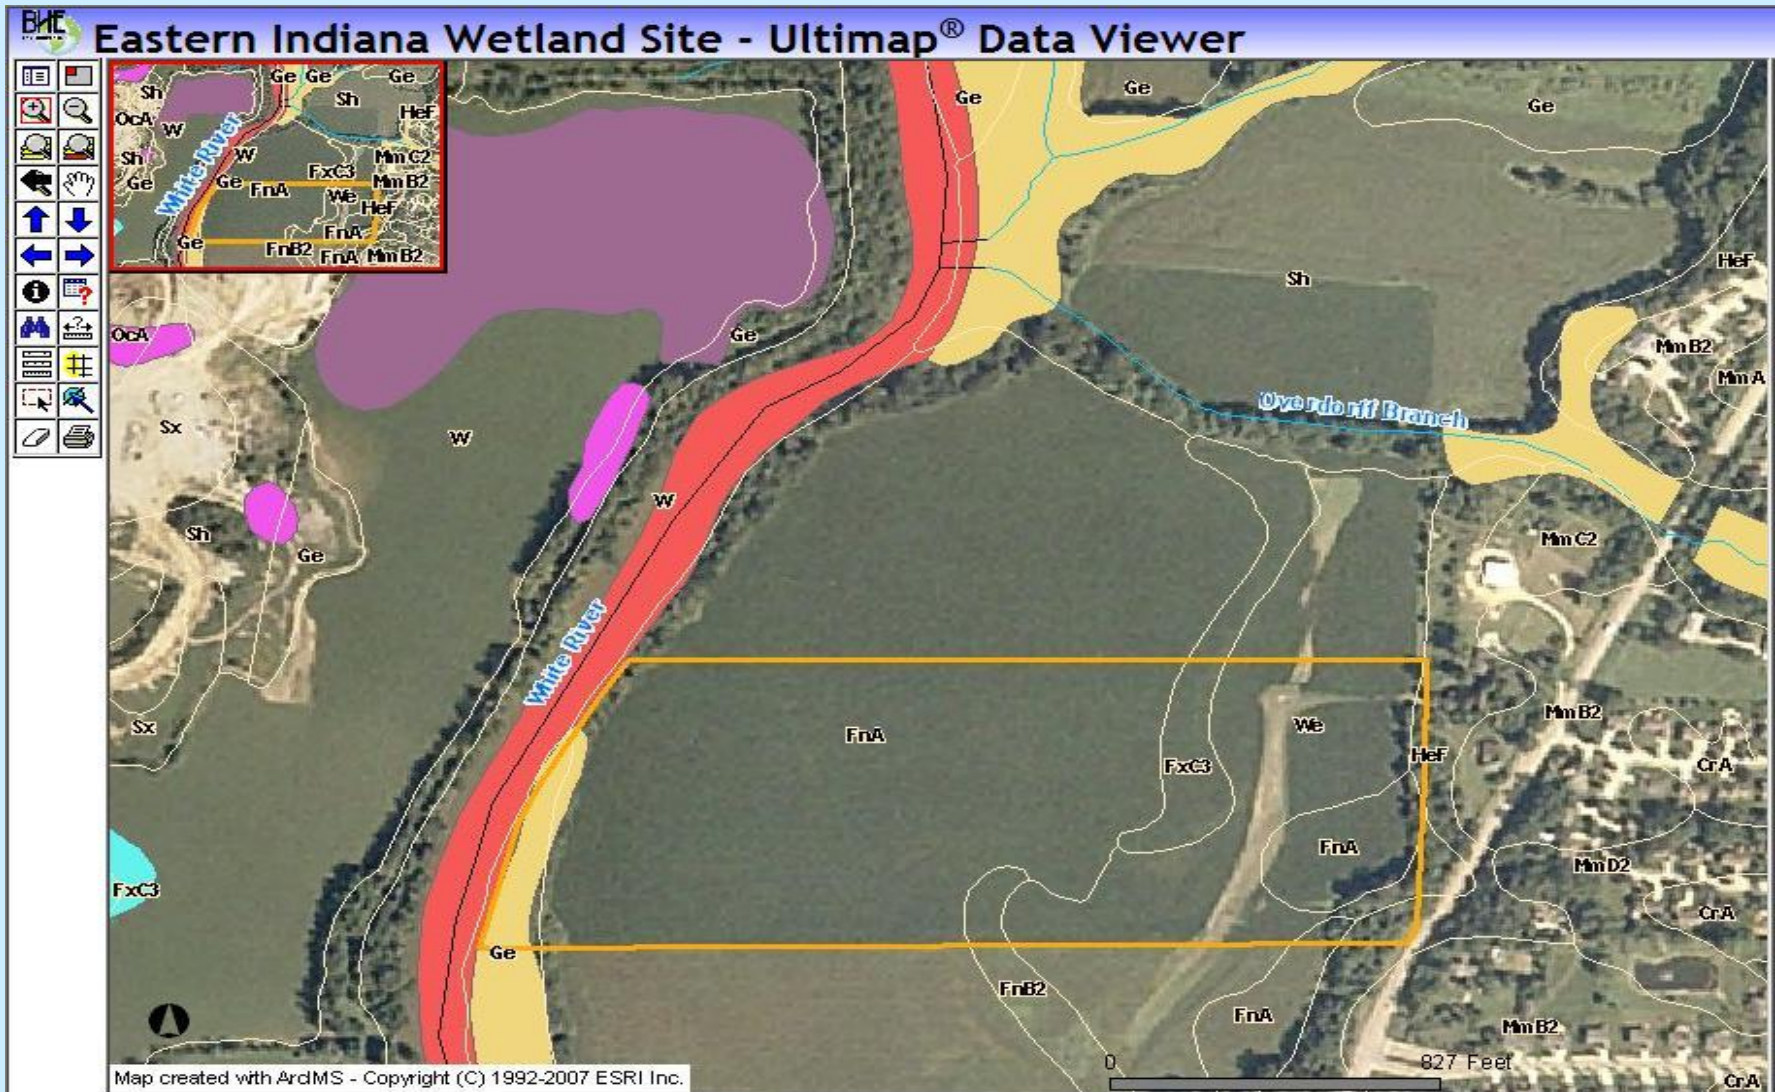 BHE
Eastern Indiana Wetland Site - Ultimap® Data Viewer
Ge Ge Ge
Sh Sh
OcA HeF
W
White River
W
Sh MmC2
FxC3
Ge Ge MmB2
FnA
We
HeF
FnA
Ge
FnB2 FnA MmB2
Ge Ge Ge
HeF
Sh
OcA Ge
MmB2
MmA
Overdorff Branch
Sx
W
W
Sh
MmC2
Ge
White River
MmB2
Sx We
FnA
HeF
FxC3 CrA
FnA
MmD2
FxC3
CrA
Ge
FnB2
FnA
MmB2
0 827 Feet
Map created with ArcIMS - Copyright (C) 1992-2007 ESRI Inc.
CrA